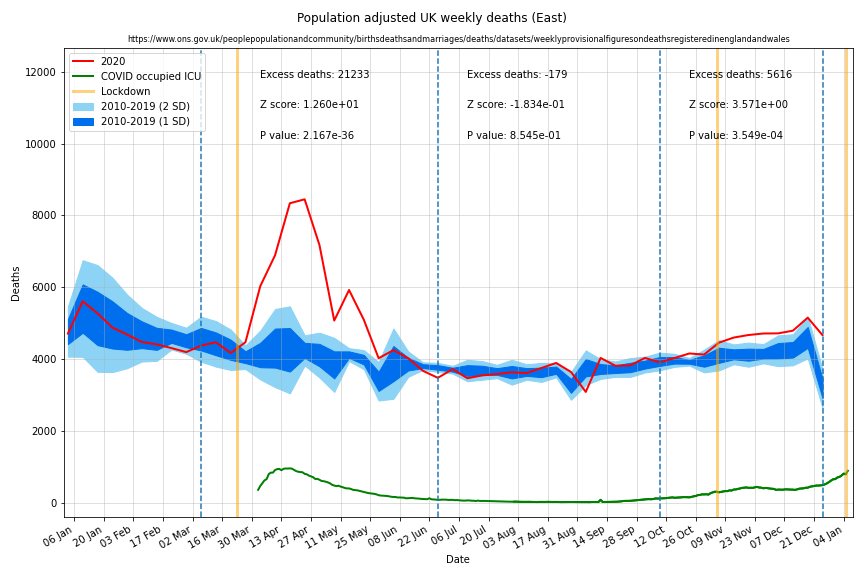 Population adjusted UK weekly deaths (East)
https://www.ons.gov.uk/peoplepopulationandcommunity/birthsdeathsandmarriages/deaths/datasets/weeklyprovisionalfiguresondeathsregisteredinenglandandwales
2020
COVID occupied ICU
Lockdown
2010-2019 (2 SD)
2010-2019 (1 SD)
Excess deaths: 21233
Z score: 1.260e+01
P value: 2.167e-36
Excess deaths: -179
Z score: -1.834e-01
P value: 8.545e-01
Excess deaths: 5616
Z score: 3.571e+00
P value: 3.549e-04
Deaths
12000
10000
8000
6000
4000
2000
0
06 Jan
20 Jan
03 Feb
17 Feb
02 Mar
16 Mar
30 Mar
13 Apr
27 Apr
11 May
25 May
08 Jun
22 Jun
06 Jul
20 Jul
03 Aug
17 Aug
31 Aug
14 Sep
28 Sep
12 Oct
26 Oct
09 Nov
23 Nov
07 Dec
21 Dec
04 Jan
Date